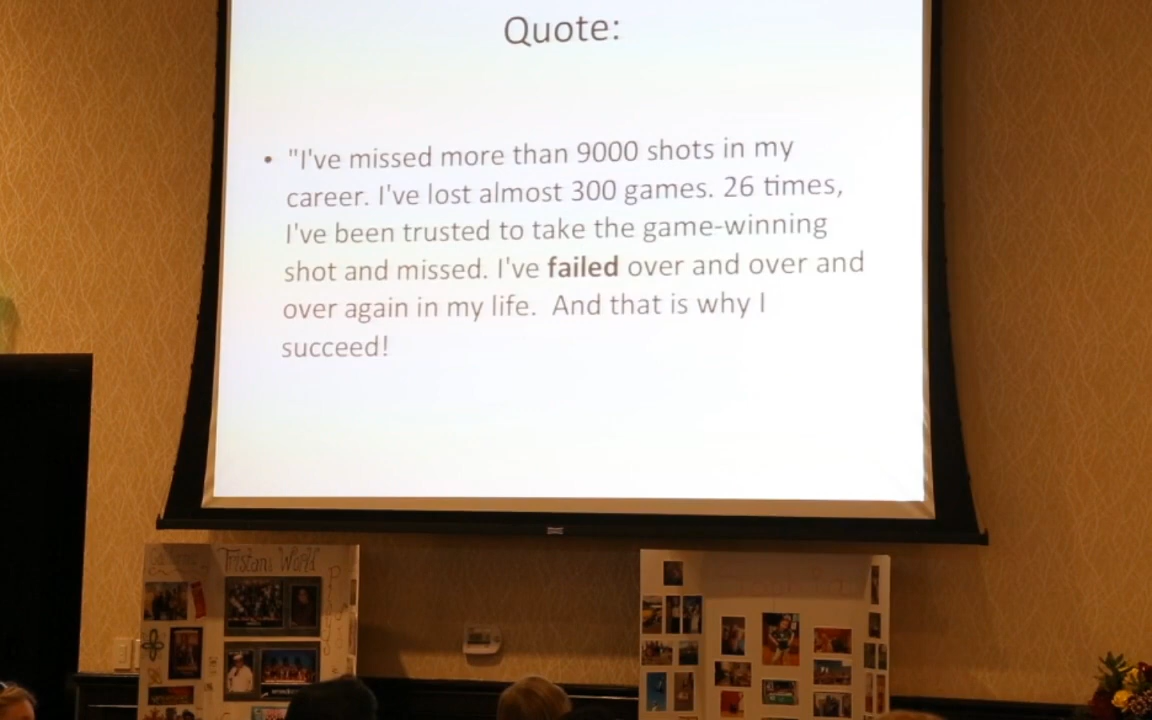 Quote:
• "I've missed more than 9000 shots in my
career. I've lost almost 300 games. 26 times,
I've been trusted to take the game-winning
shot and missed. I've failed over and over and
over again in my life.  And that is why I
succeed!
Tristan's World